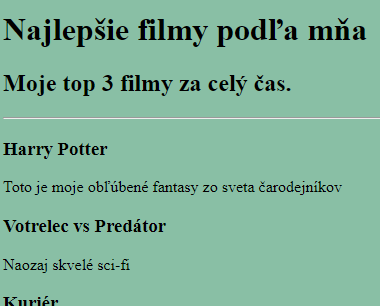 Najlepšie filmy podľa mňa
Moje top 3 filmy za celý čas.
Harry Potter
Toto je moje obľúbené fantasy zo sveta čarodejníkov
Votrelec vs Predátor
Naozaj skvelé sci-fi
Kuriér